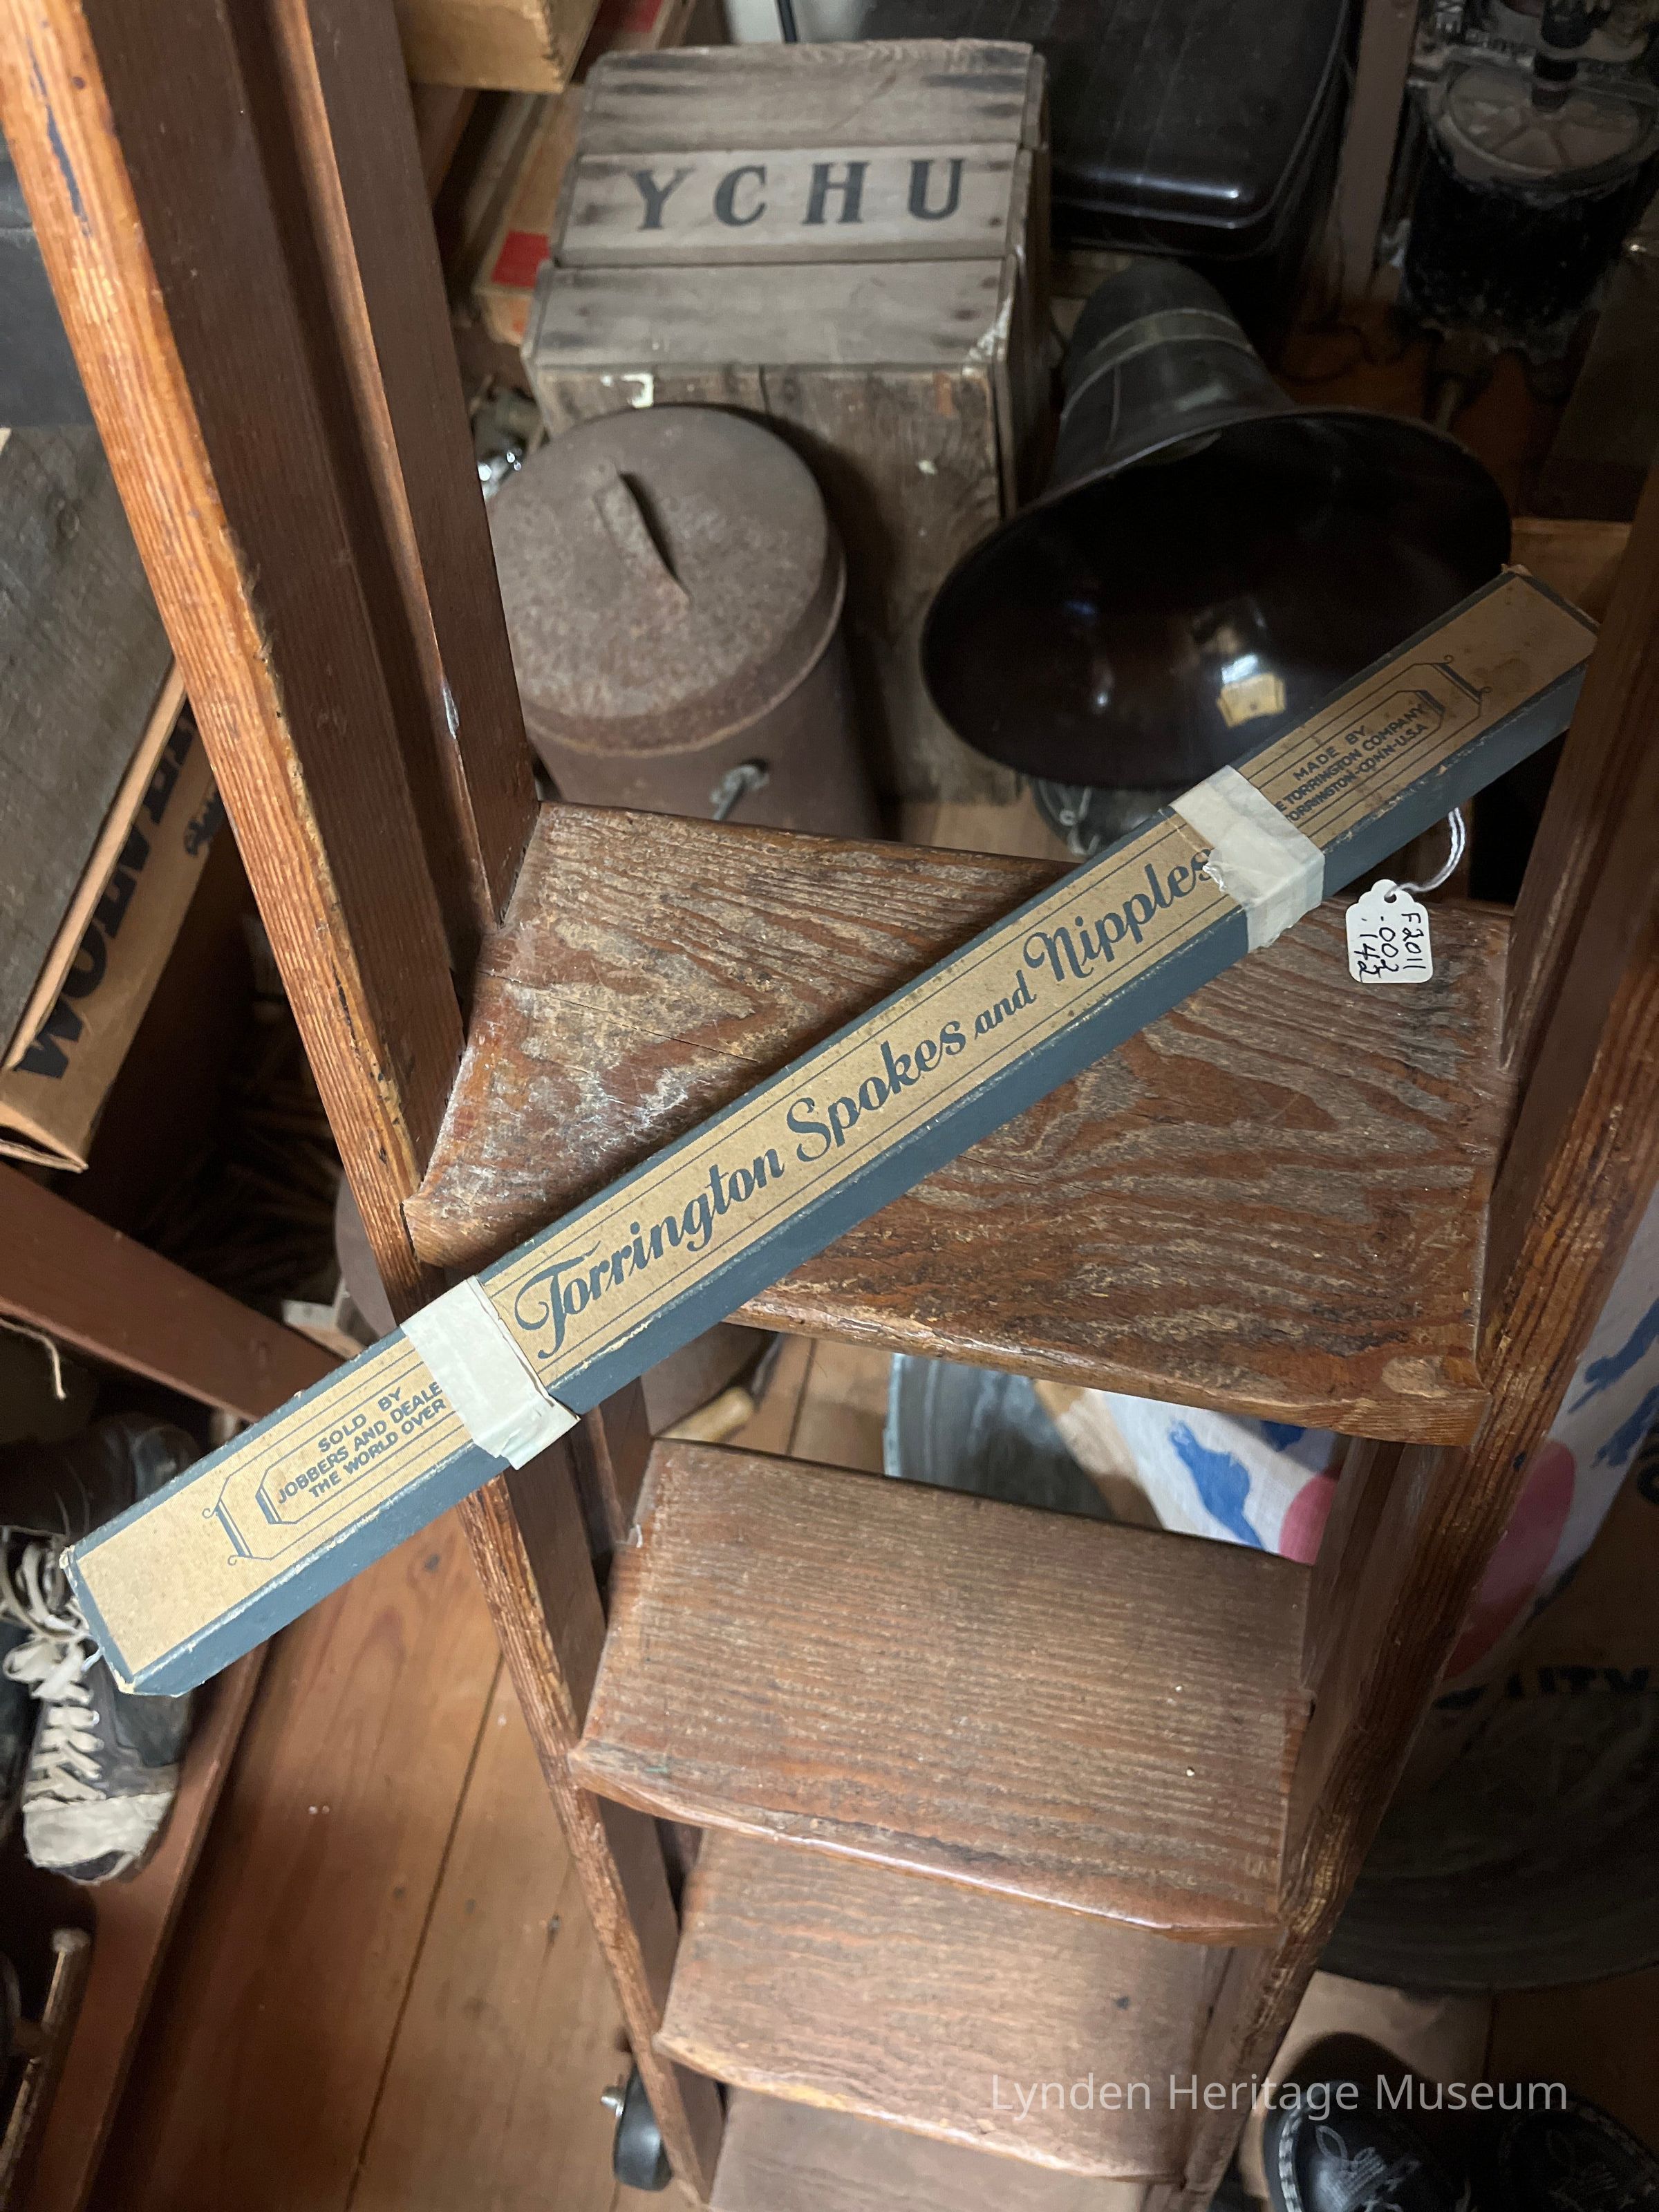 YCHU
Torrington Spokes and Nipples
SOLD BY
JOBBERS AND DEALE
THE WORLD OVER
MADE BY
E TORRINGTON COMPANY
TORRINGTON-CONN-U.S.A
F2011
-002
142
Lynden Heritage Museum